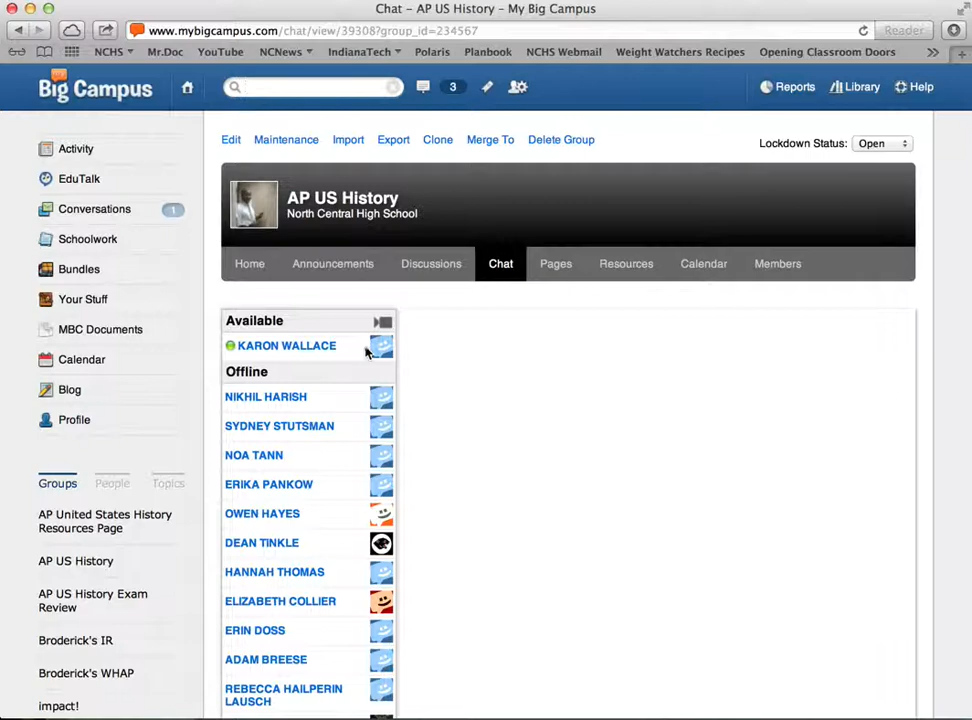 Chat – AP US History – My Big Campus
www.mybigcampus.com/chat/view/39308?group_id=234567
Reader
NCHS
Mr.Doc
YouTube
NCNews
IndianaTech
Polaris
Planbook
NCHS Webmail
Weight Watchers Recipes
Opening Classroom Doors
Big Campus
3
Reports
Library
Help
Activity
EduTalk
Conversations
1
Schoolwork
Bundles
Your Stuff
MBC Documents
Calendar
Blog
Profile
Groups
People
Topics
AP United States History
Resources Page
AP US History
AP US History Exam
Review
Broderick's IR
Broderick's WHAP
impact!
Edit
Maintenance
Import
Export
Clone
Merge To
Delete Group
Lockdown Status:
Open
AP US History
North Central High School
Home
Announcements
Discussions
Chat
Pages
Resources
Calendar
Members
Available
KARON WALLACE
Offline
NIKHIL HARISH
SYDNEY STUTSMAN
NOA TANN
ERIKA PANKOW
OWEN HAYES
DEAN TINKLE
HANNAH THOMAS
ELIZABETH COLLIER
ERIN DOSS
ADAM BREESE
REBECCA HAILPERIN
LAUSCH